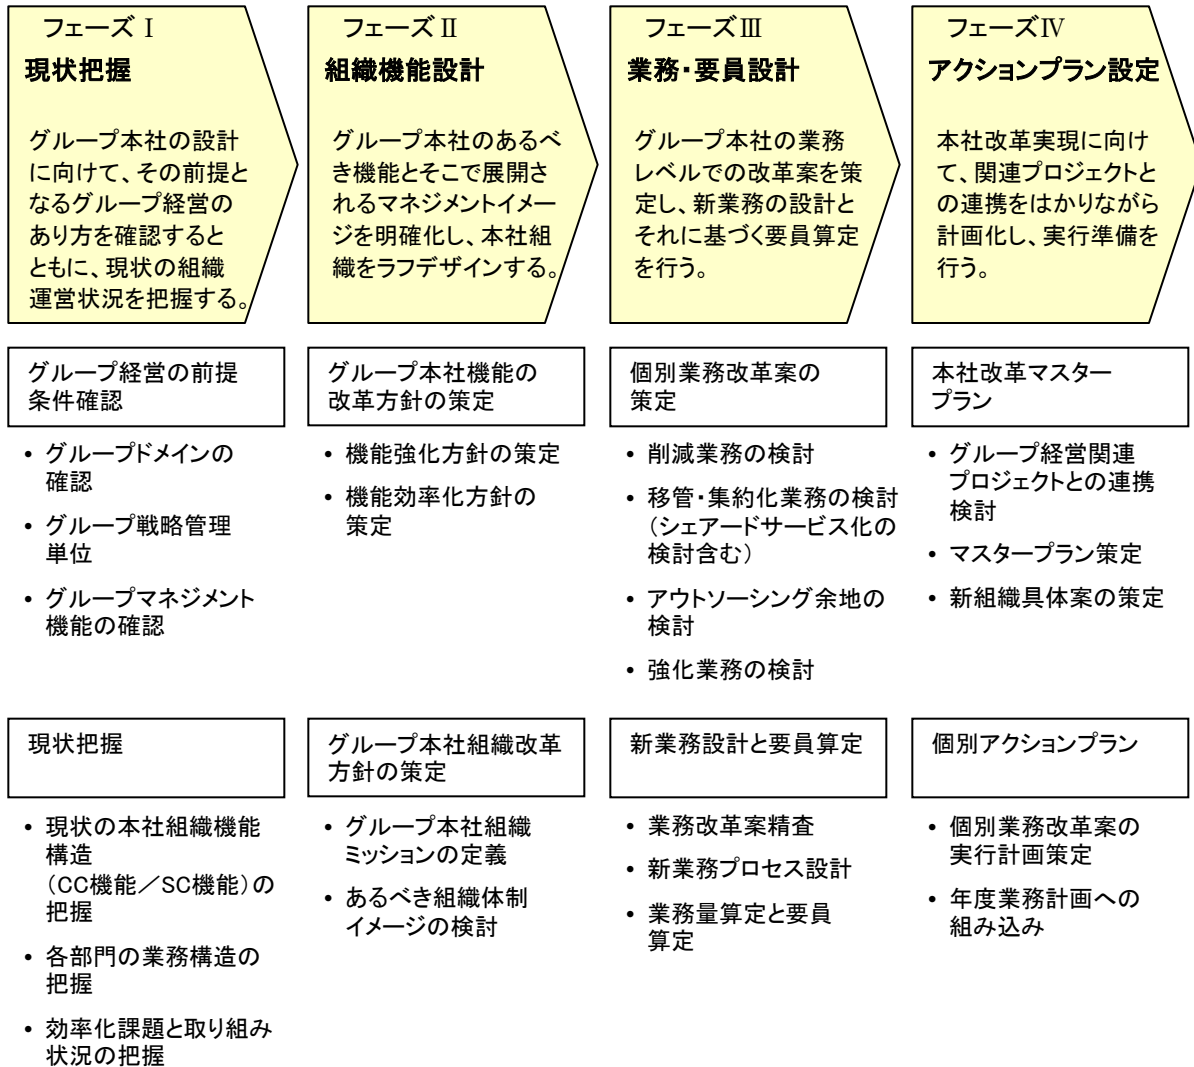 フェーズⅠ
現状把握
グループ本社の設計
に向けて、その前提と
なるグループ経営の
あり方を確認すると
ともに、現状の組織
運営状況を把握する。
フェーズⅡ
組織機能設計
グループ本社のあるべ
き機能とそこで展開さ
れるマネジメントイメー
ジを明確化し、本社組
織をラフデザインする。
フェーズⅢ
業務・要員設計
グループ本社の業務
レベルでの改革案を策
定し、新業務の設計と
それに基づく要員算定
を行う。
フェーズⅣ
アクションプラン設定
本社改革実現に向け
て、関連プロジェクトと
の連携をはかりながら
計画化し、実行準備を
行う。
グループ経営の前提
条件確認
• グループドメインの
確認
• グループ戦略管理
単位
• グループマネジメント
機能の確認
グループ本社機能の
改革方針の策定
• 機能強化方針の策定
• 機能効率化方針の
策定
個別業務改革案の
策定
• 削減業務の検討
• 移管・集約化業務の検討
（シェアードサービス化の
検討含む）
• アウトソーシング余地の
検討
• 強化業務の検討
本社改革マスター
プラン
• グループ経営関連
プロジェクトとの連携
検討
• マスタープラン策定
• 新組織具体案の策定
現状把握
• 現状の本社組織機能
構造
（CC機能／SC機能）の
把握
• 各部門の業務構造の
把握
• 効率化課題と取り組み
状況の把握
グループ本社組織改革
方針の策定
• グループ本社組織
ミッションの定義
• あるべき組織体制
イメージの検討
新業務設計と要員算定
• 業務改革案精査
• 新業務プロセス設計
• 業務量算定と要員
算定
個別アクションプラン
• 個別業務改革案の
実行計画策定
• 年度業務計画への
組み込み